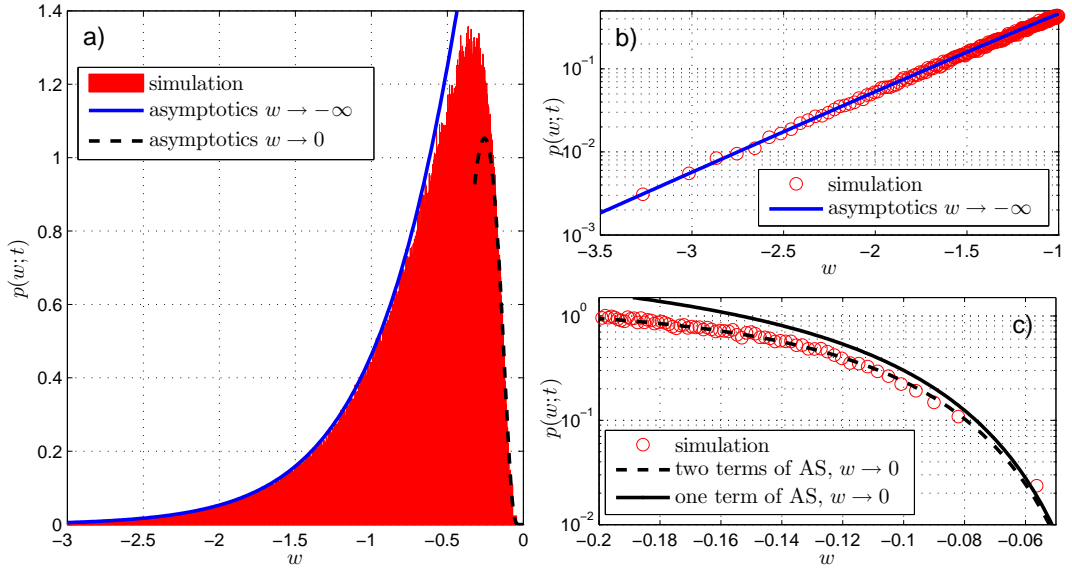 a)
simulation
asymptotics w → −∞
asymptotics w → 0
p(w; t)
1.4
1.2
1
0.8
0.6
0.4
0.2
0
−3 −2.5 −2 −1.5 −1 −0.5 0
w
b)
p(w; t)
10⁻¹
10⁻²
10⁻³
simulation
asymptotics w → −∞
−3.5 −3 −2.5 −2 −1.5 −1
w
c)
p(w; t)
10⁰
10⁻¹
10⁻²
simulation
two terms of AS, w → 0
one term of AS, w → 0
−0.2 −0.18 −0.16 −0.14 −0.12 −0.1 −0.08 −0.06
w